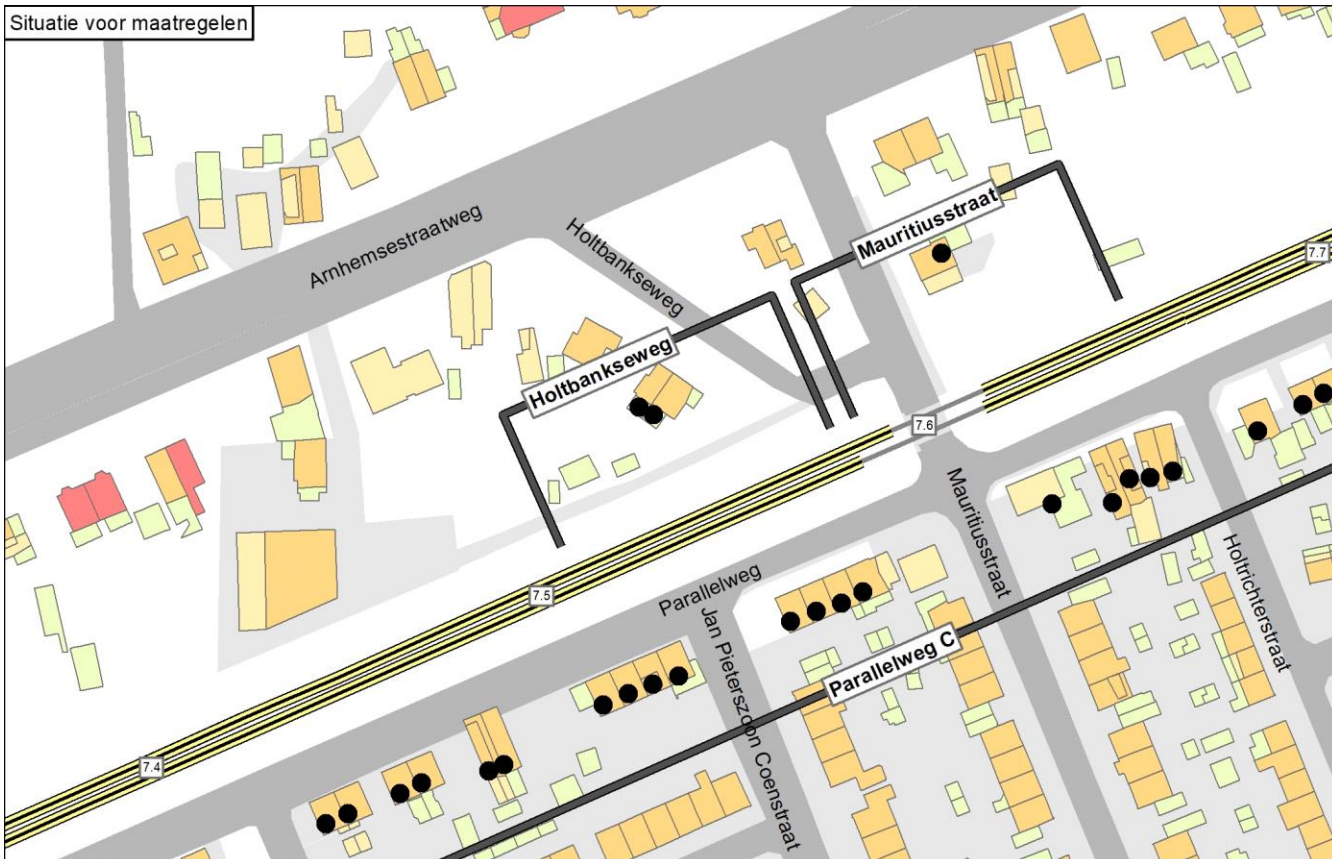 Situatie voor maatregelen
Arnhemsestraatweg
Holtbankseweg
Mauritiusstraat
7.7
Holtbankseweg
7.6
Mauritiusstraat
Holtrichterstraat
7.5
Parallelweg
Jan Pieterszoon Coenstraat
Parallelweg C
7.4